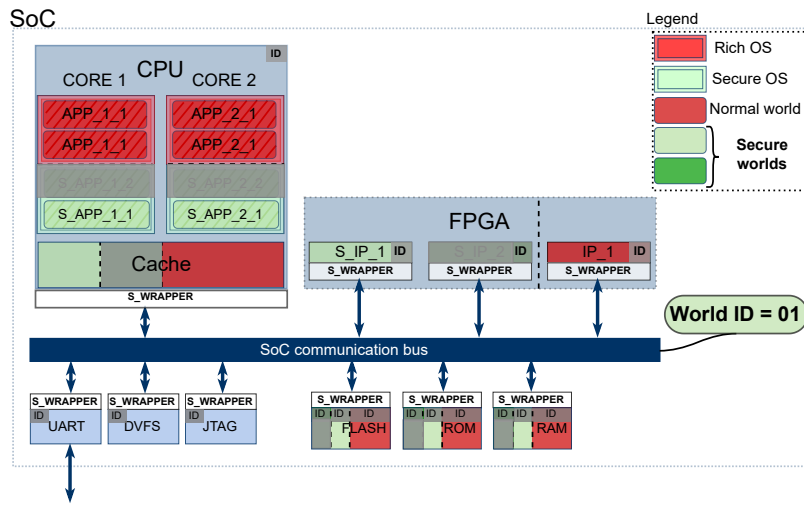 SoC
Legend
Rich OS
Secure OS
Normal world
Secure
worlds
CPU
ID
CORE 1
CORE 2
APP_1_1
APP_2_1
APP_1_1
APP_2_1
S_APP_1_2
S_APP_2_2
S_APP_1_1
S_APP_2_1
Cache
S_WRAPPER
FPGA
S_IP_1 ID
S_IP_2 ID
IP_1 ID
S_WRAPPER
S_WRAPPER
S_WRAPPER
World ID = 01
SoC communication bus
S_WRAPPER
S_WRAPPER
S_WRAPPER
ID
ID
ID
UART
DVFS
JTAG
S_WRAPPER
S_WRAPPER
S_WRAPPER
ID ID ID
ID ID ID
ID ID ID
FLASH
ROM
RAM